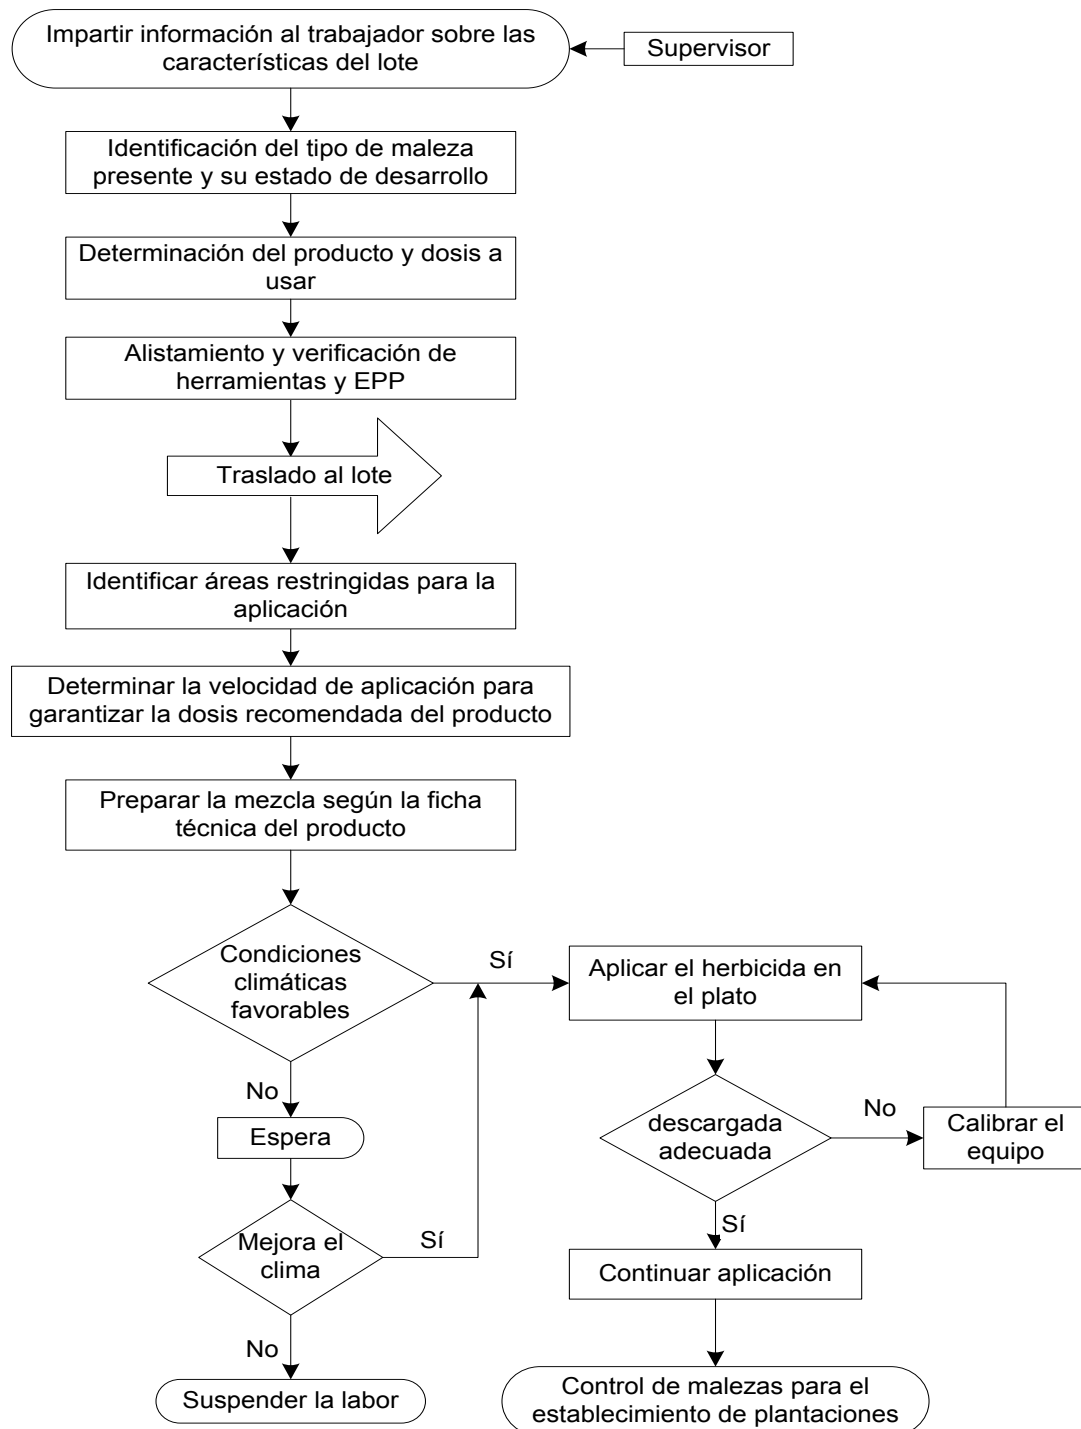 Impartir información al trabajador sobre las
características del lote
Supervisor
Identificación del tipo de maleza
presente y su estado de desarrollo
Determinación del producto y dosis a
usar
Alistamiento y verificación de
herramientas y EPP
Traslado al lote
Identificar áreas restringidas para la
aplicación
Determinar la velocidad de aplicación para
garantizar la dosis recomendada del producto
Preparar la mezcla según la ficha
técnica del producto
Condiciones
climáticas
favorables
Sí
Aplicar el herbicida en
el plato
No
Espera
descargada
adecuada
No
Calibrar el
equipo
Mejora el
clima
Sí
Sí
Continuar aplicación
No
Suspender la labor
Control de malezas para el
establecimiento de plantaciones